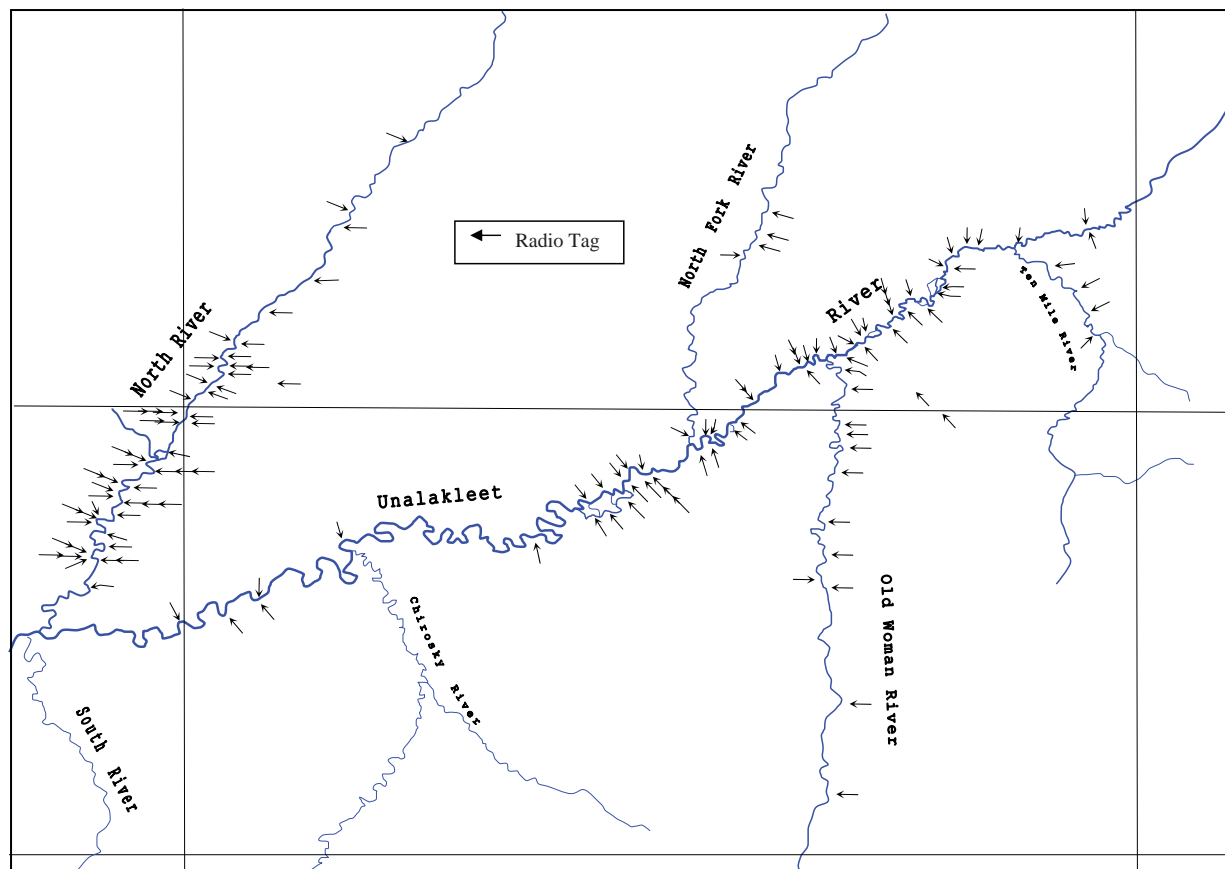 North Fork River
Radio Tag
River
Ten Mile River
North River
Unalakleet
Chirosky River
Old Woman River
South River